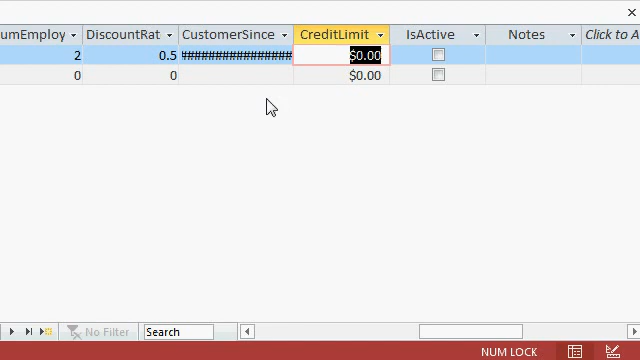 umEmploy DiscountRat CustomerSince CreditLimit IsActive Notes Click to A
2 0.5 ################ $0.00
0 0 $0.00
No Filter Search
NUM LOCK